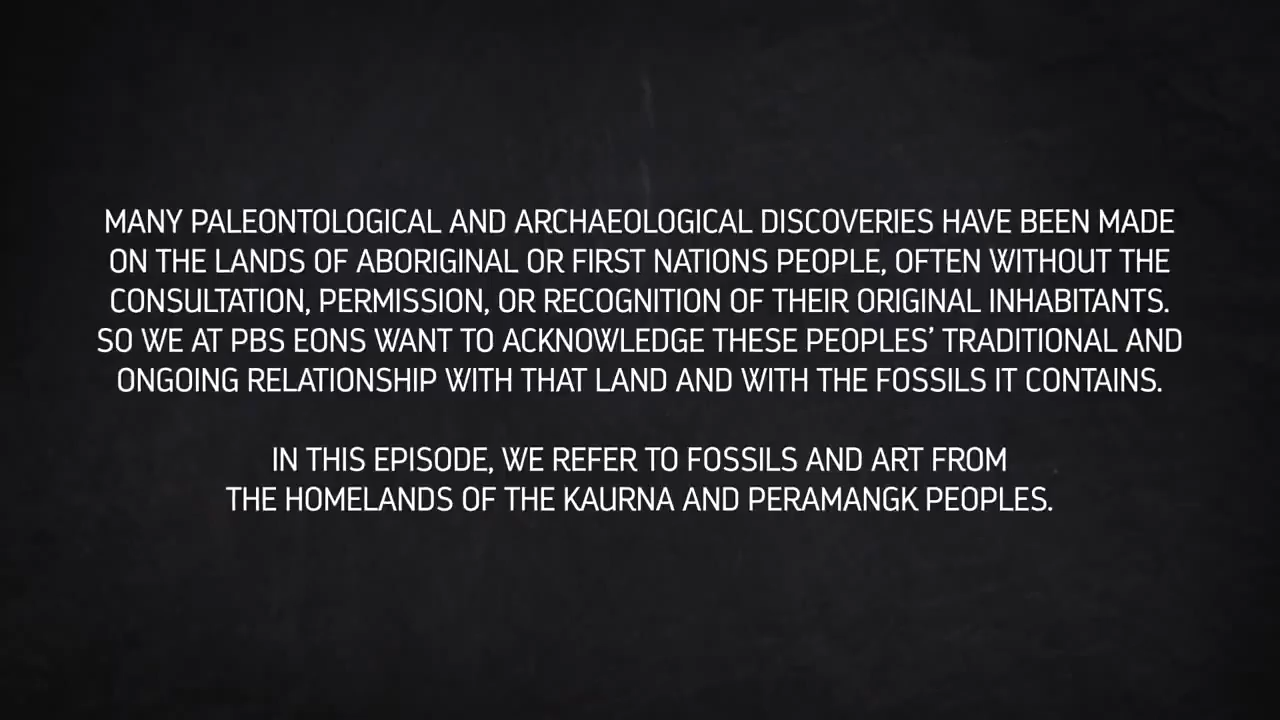 MANY PALEONTOLOGICAL AND ARCHAEOLOGICAL DISCOVERIES HAVE BEEN MADE
ON THE LANDS OF ABORIGINAL OR FIRST NATIONS PEOPLE, OFTEN WITHOUT THE
CONSULTATION, PERMISSION, OR RECOGNITION OF THEIR ORIGINAL INHABITANTS.
SO WE AT PBS EONS WANT TO ACKNOWLEDGE THESE PEOPLES’ TRADITIONAL AND
ONGOING RELATIONSHIP WITH THAT LAND AND WITH THE FOSSILS IT CONTAINS.
IN THIS EPISODE, WE REFER TO FOSSILS AND ART FROM
THE HOMELANDS OF THE KAURNA AND PERAMANGK PEOPLES.